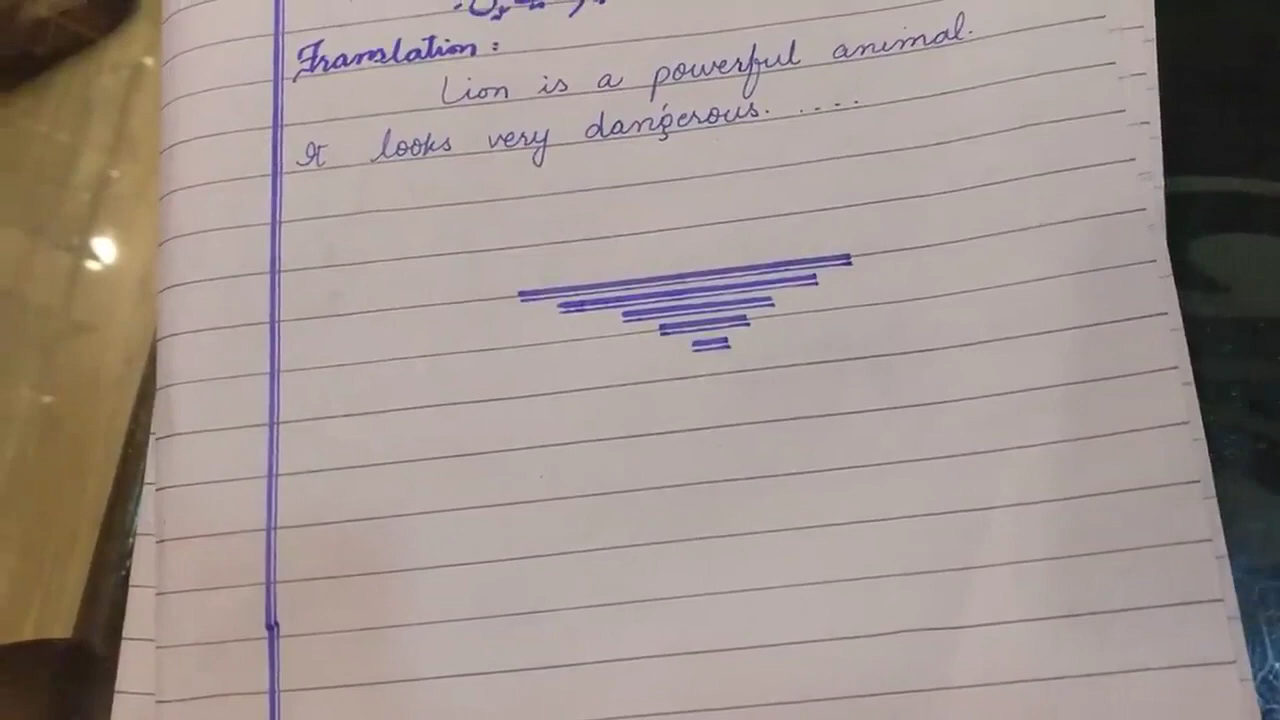 Translation:
Lion is a powerful animal.
It looks very dangerous. ....